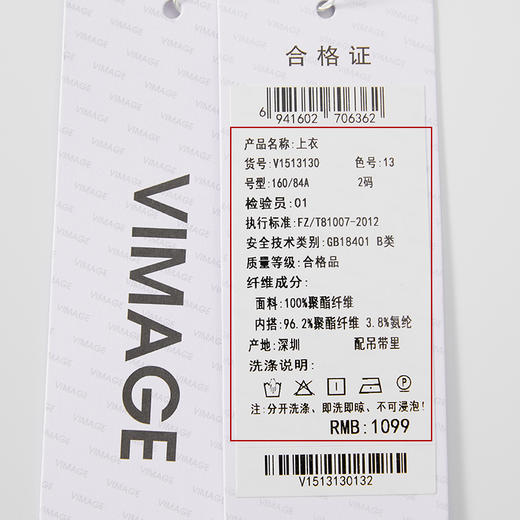 VIMAGE
合格证
6 941602 706362
产品名称:上衣
货号:V1513130 色号:13
号型:160/84A 2码
检验员:01
执行标准:FZ/T81007-2012
安全技术类别:GB18401 B类
质量等级:合格品
纤维成分:
面料:100%聚酯纤维
内搭:96.2%聚酯纤维 3.8%氨纶
产地:深圳 配吊带里
洗涤说明:
注:分开洗涤、即洗即晾、不可浸泡!
RMB:1099
V1513130132